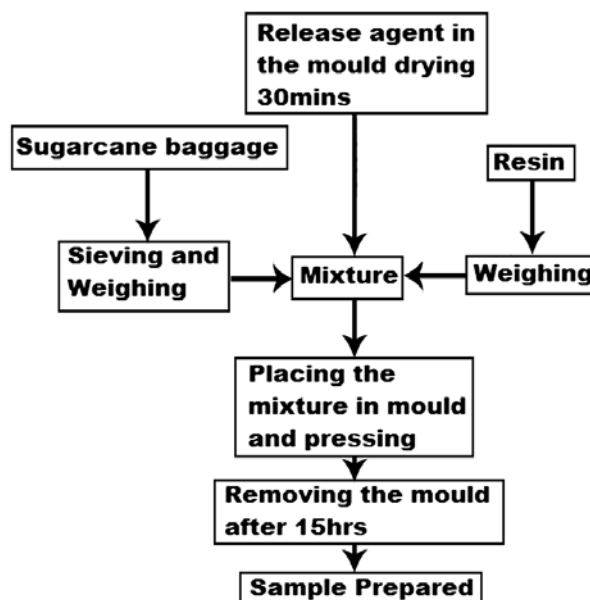 Release agent in
the mould drying
30mins
Sugarcane baggage
Resin
Sieving and
Weighing
Mixture
Weighing
Placing the
mixture in mould
and pressing
Removing the mould
after 15hrs
Sample Prepared